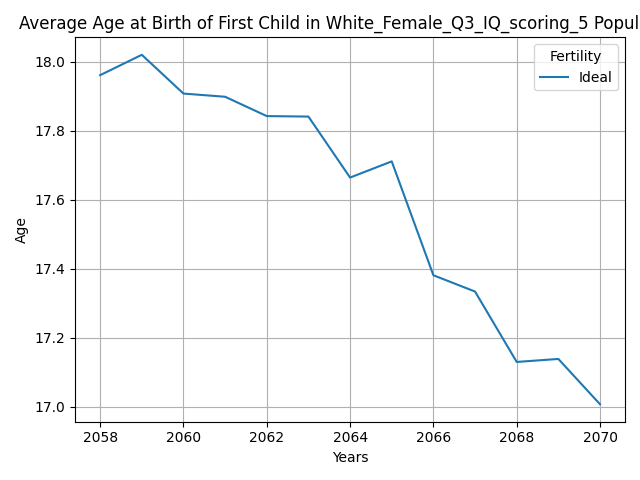 Average Age at Birth of First Child in White_Female_Q3_IQ_scoring_5 Popul
Fertility
Ideal
18.0
17.8
17.6
17.4
17.2
17.0
Age
2058 2060 2062 2064 2066 2068 2070
Years